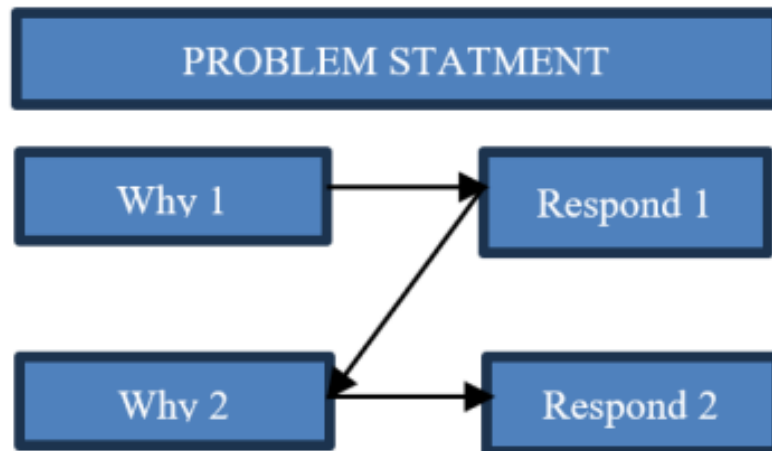 PROBLEM STATMENT
Why 1
Respond 1
Why 2
Respond 2